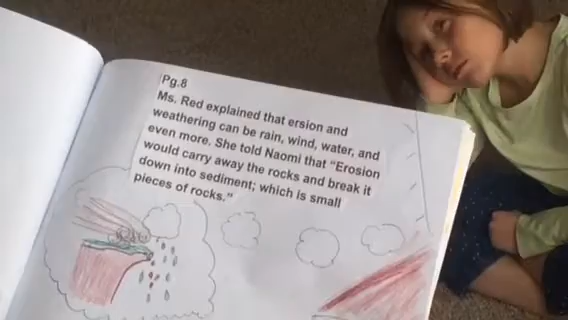 Pg.8
Ms. Red explained that ersion and
weathering can be rain, wind, water, and
even more. She told Naomi that "Erosion
would carry away the rocks and break it
down into sediment; which is small
pieces of rocks."